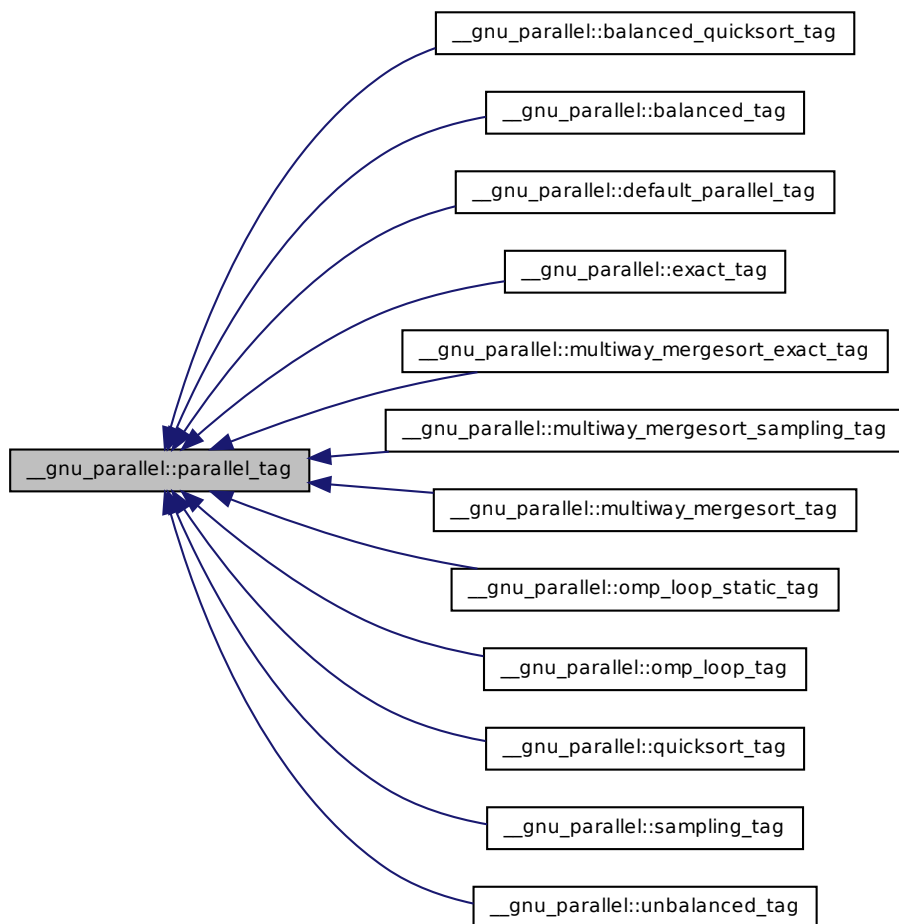 __gnu_parallel::balanced_quicksort_tag
__gnu_parallel::balanced_tag
__gnu_parallel::default_parallel_tag
__gnu_parallel::exact_tag
__gnu_parallel::multiway_mergesort_exact_tag
__gnu_parallel::multiway_mergesort_sampling_tag
__gnu_parallel::parallel_tag
__gnu_parallel::multiway_mergesort_tag
__gnu_parallel::omp_loop_static_tag
__gnu_parallel::omp_loop_tag
__gnu_parallel::quicksort_tag
__gnu_parallel::sampling_tag
__gnu_parallel::unbalanced_tag